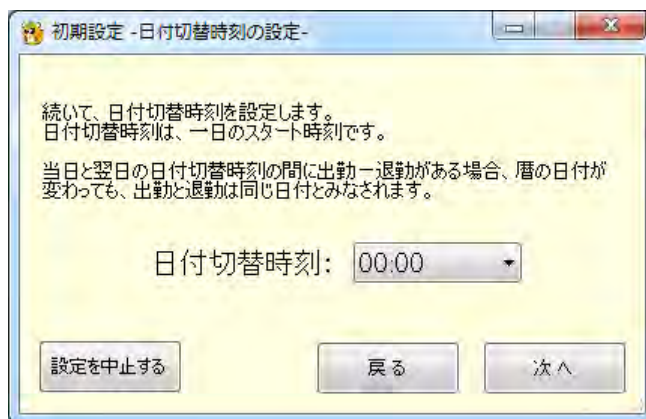 初期設定 -日付切替時刻の設定-
続いて、日付切替時刻を設定します。
日付切替時刻は、一日のスタート時刻です。
当日と翌日の日付切替時刻の間に出勤－退勤がある場合、暦の日付が
変わっても、出勤と退勤は同じ日付とみなされます。
日付切替時刻: 00:00
設定を中止する 戻る 次へ